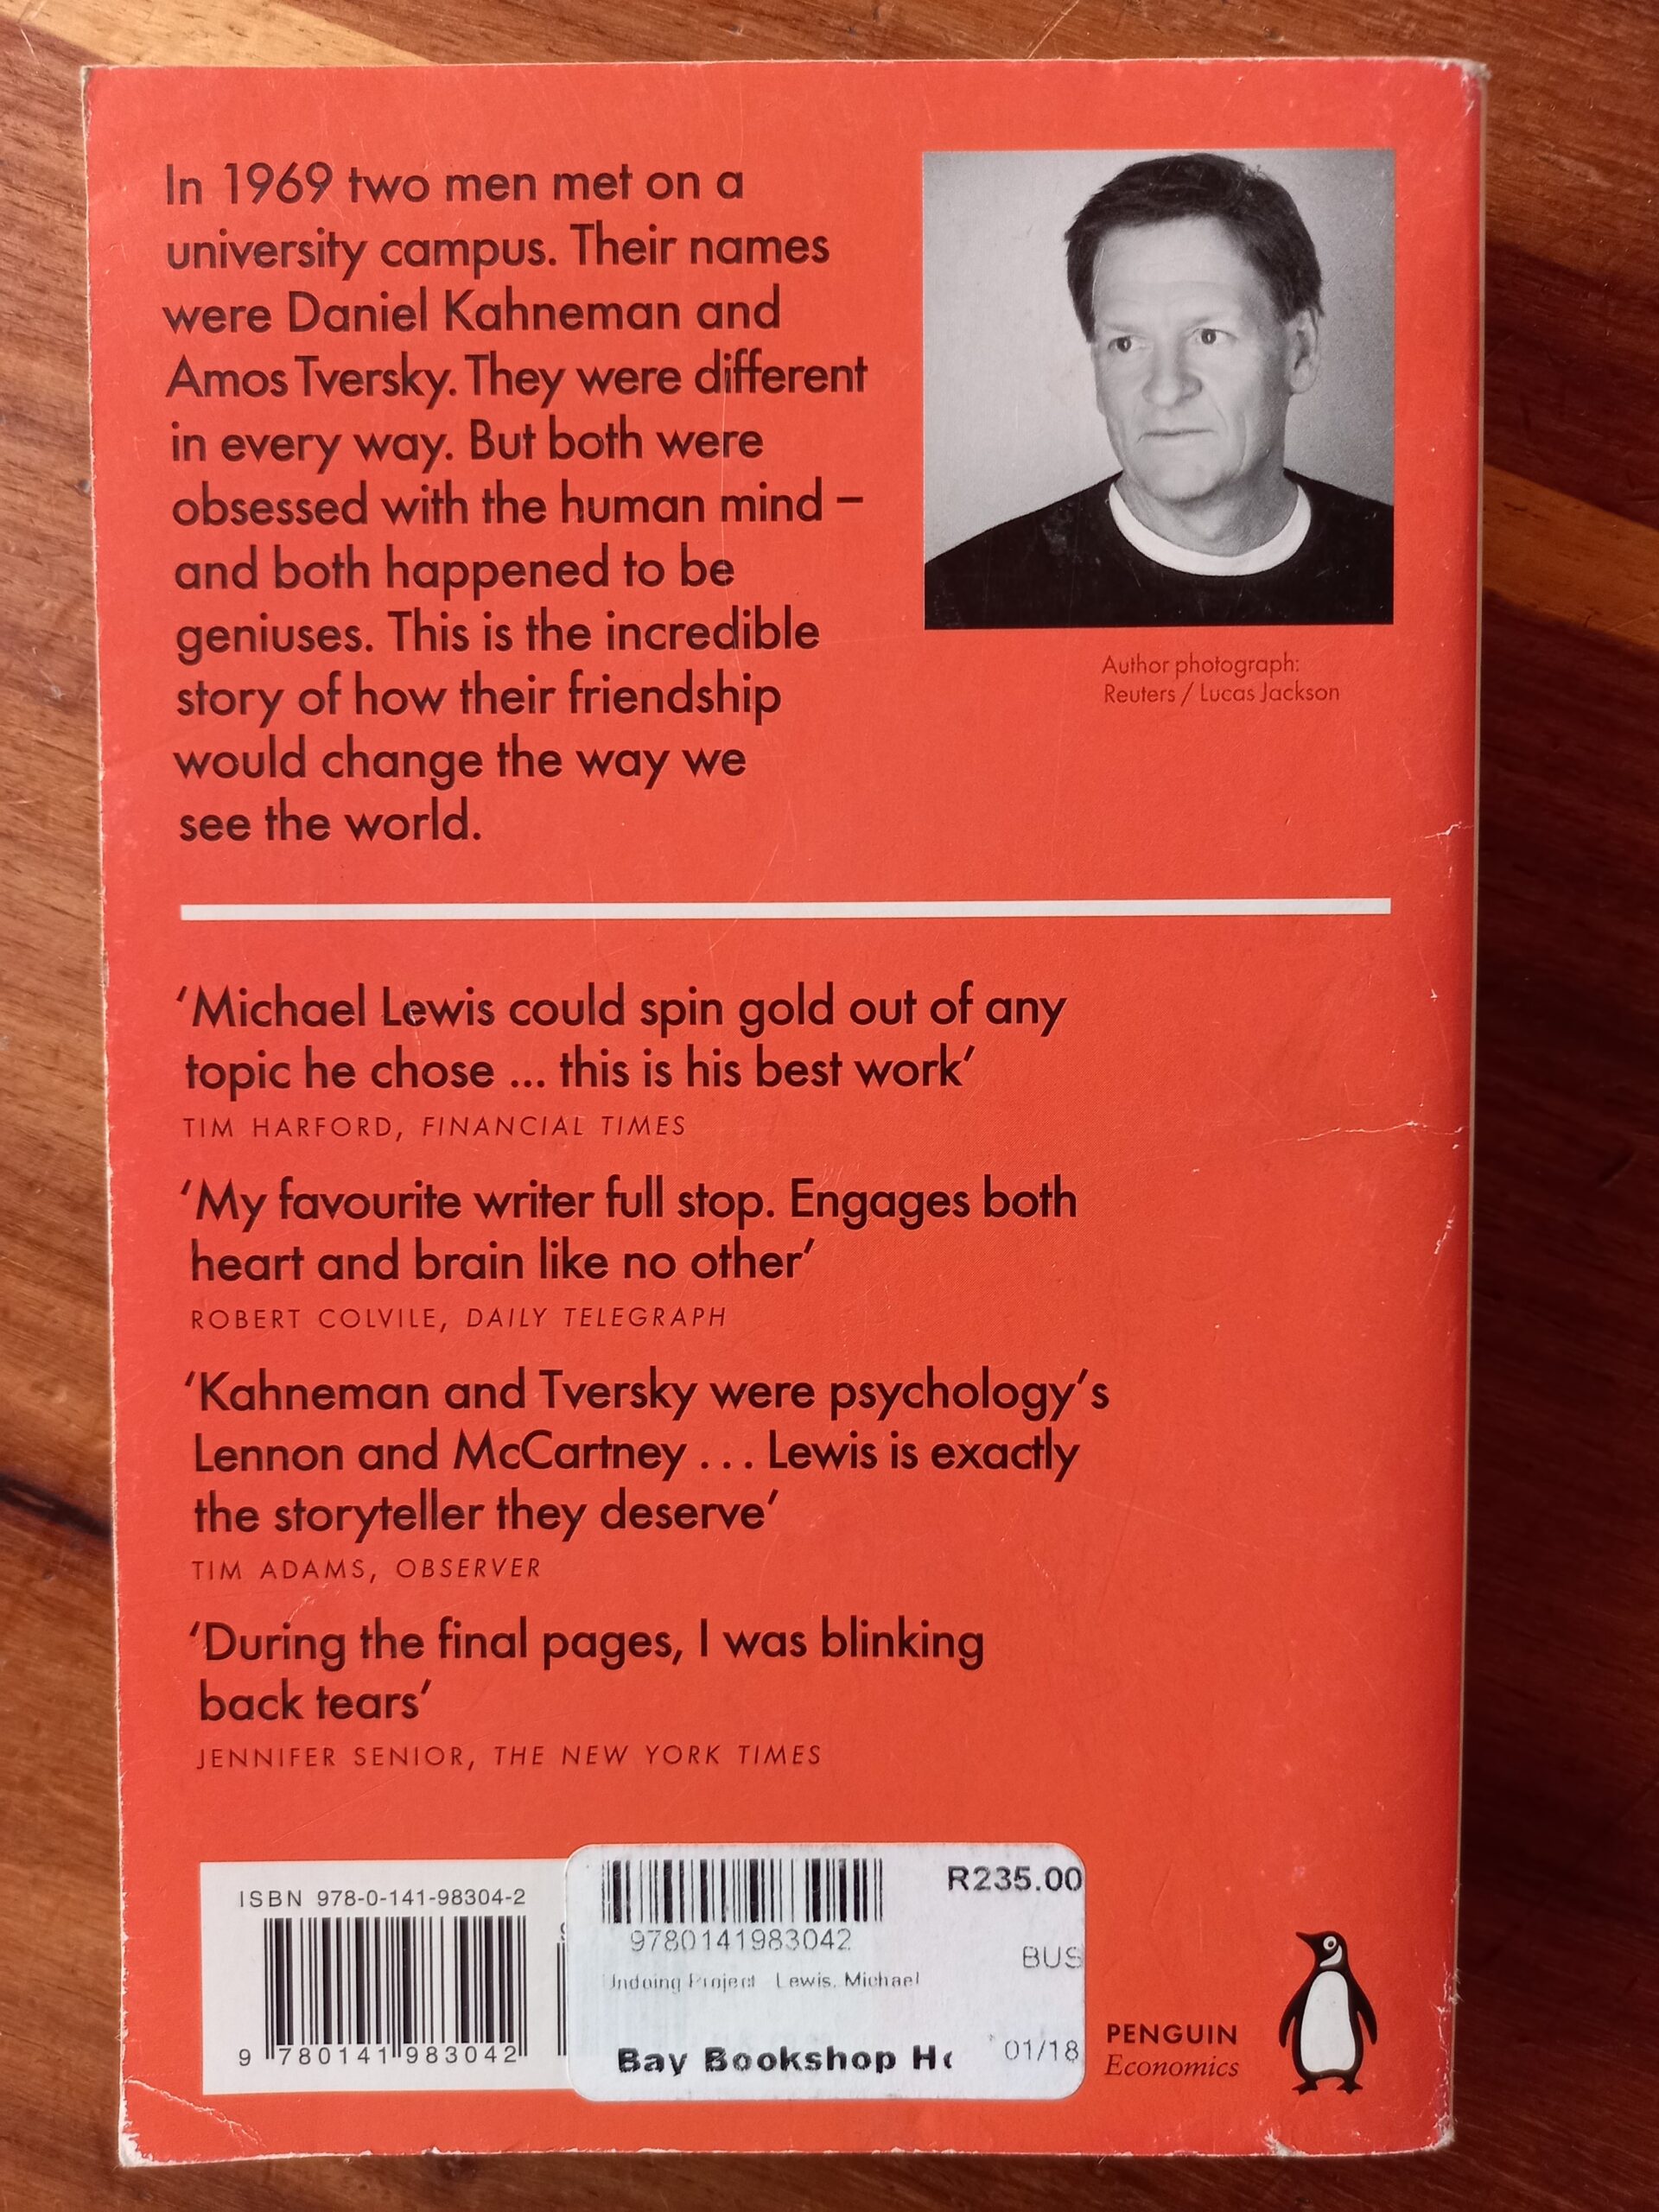 In 1969 two men met on a
university campus. Their names
were Daniel Kahneman and
Amos Tversky. They were different
in every way. But both were
obsessed with the human mind –
and both happened to be
geniuses. This is the incredible
story of how their friendship
would change the way we
see the world.
Author photograph:
Reuters / Lucas Jackson
‘Michael Lewis could spin gold out of any
topic he chose ... this is his best work’
TIM HARFORD, FINANCIAL TIMES
‘My favourite writer full stop. Engages both
heart and brain like no other’
ROBERT COLVILE, DAILY TELEGRAPH
‘Kahneman and Tversky were psychology’s
Lennon and McCartney . . . Lewis is exactly
the storyteller they deserve’
TIM ADAMS, OBSERVER
‘During the final pages, I was blinking
back tears’
JENNIFER SENIOR, THE NEW YORK TIMES
ISBN 978-0-141-98304-2
9 780141 983042
R235.00
9780141983042
BUS
Undoing Project Lewis, Michael
Bay Bookshop
01/18
PENGUIN
Economics